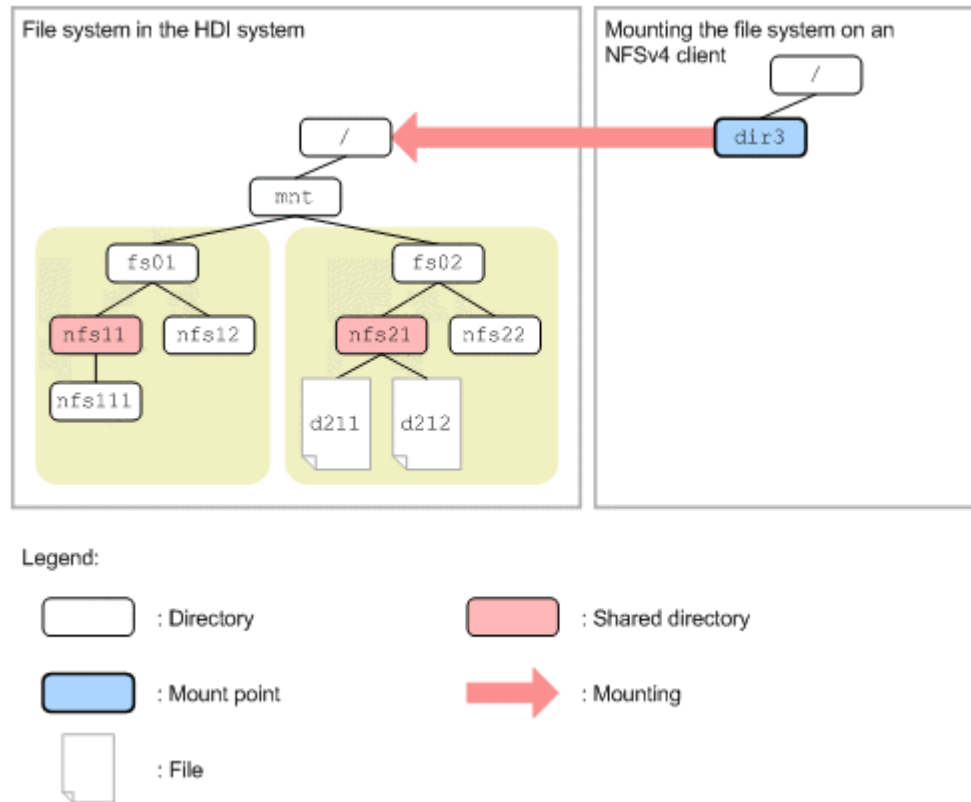 File system in the HDI system
Mounting the file system on an
NFSv4 client
/
/
dir3
mnt
fs01
fs02
nfs11
nfs12
nfs21
nfs22
nfs111
d211
d212
Legend:
: Directory
: Shared directory
: Mount point
: Mounting
: File